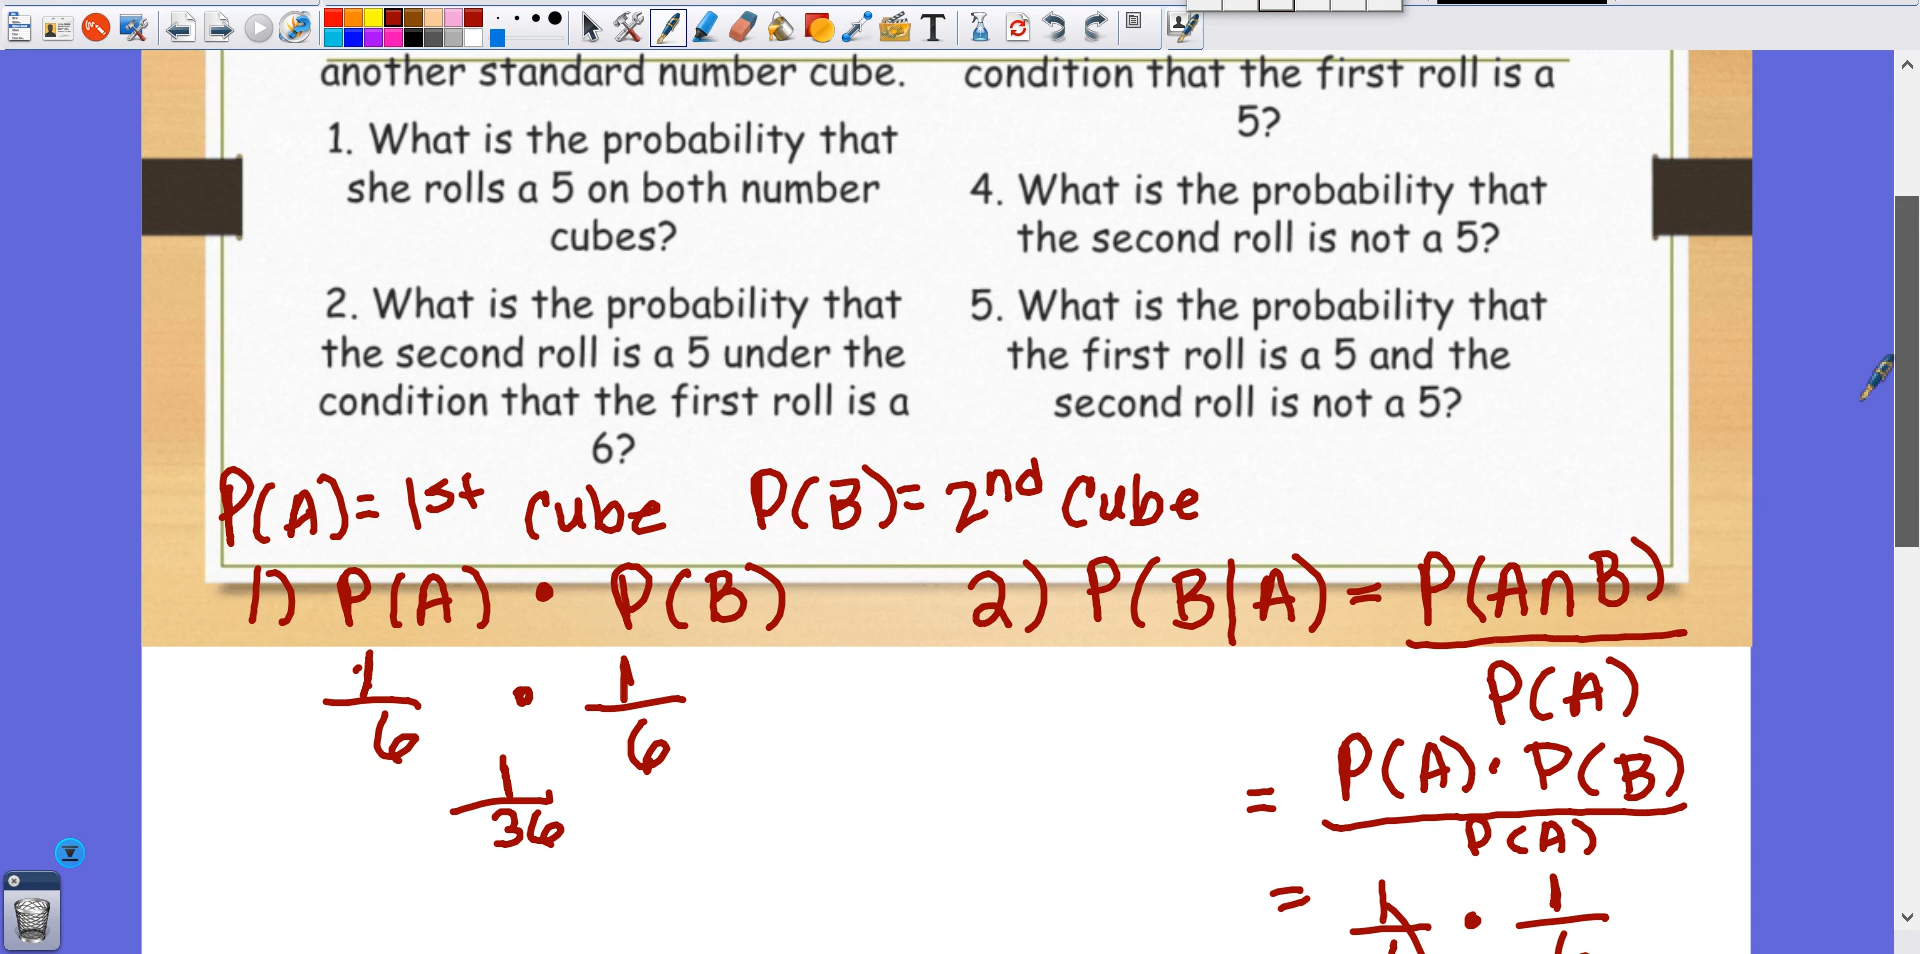 another standard number cube.
1. What is the probability that
she rolls a 5 on both number
cubes?
2. What is the probability that
the second roll is a 5 under the
condition that the first roll is a
6?
condition that the first roll is a
5?
4. What is the probability that
the second roll is not a 5?
5. What is the probability that
the first roll is a 5 and the
second roll is not a 5?
P(A)= 1st cube P(B)= 2nd Cube
1) P(A) • P(B)
1/6 • 1/6
1/36
2) P(B|A) = P(A∩B)
P(A)
= P(A) · P(B)
P(A)
= 1 • 1